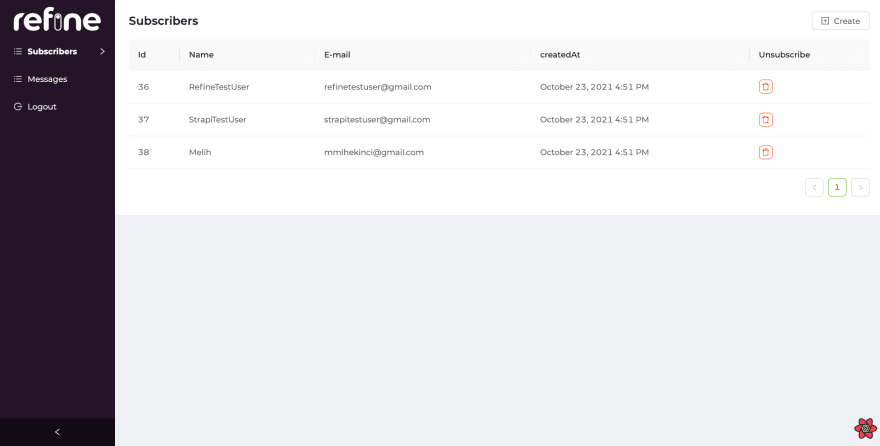 refine
Subscribers
Messages
Logout
Subscribers
Create
Id Name E-mail createdAt Unsubscribe
36 RefineTestUser refinetestuser@gmail.com October 23, 2021 4:51 PM
37 StrapiTestUser strapitestuser@gmail.com October 23, 2021 4:51 PM
38 Melih mmlhekinci@gmail.com October 23, 2021 4:51 PM
1